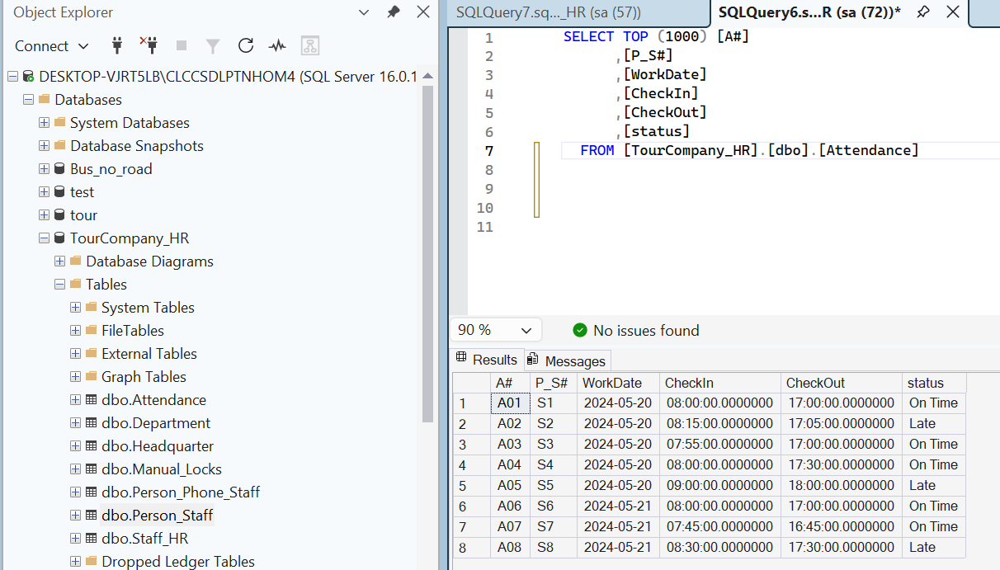 Object Explorer
Connect
DESKTOP-VJRT5LB\CLCCSDLPTNHOM4 (SQL Server 16.0.1
Databases
System Databases
Database Snapshots
Bus_no_road
test
tour
TourCompany_HR
Database Diagrams
Tables
System Tables
FileTables
External Tables
Graph Tables
dbo.Attendance
dbo.Department
dbo.Headquarter
dbo.Manual_Locks
dbo.Person_Phone_Staff
dbo.Person_Staff
dbo.Staff_HR
Dropped Ledger Tables
SQLQuery7.sq..._HR (sa (57))
SQLQuery6.s...R (sa (72))*
1 SELECT TOP (1000) [A#]
2 ,[P_S#]
3 ,[WorkDate]
4 ,[CheckIn]
5 ,[CheckOut]
6 ,[status]
7 FROM [TourCompany_HR].[dbo].[Attendance]
8
9
10
11
90 % No issues found
Results Messages
A# P_S# WorkDate CheckIn CheckOut status
1 A01 S1 2024-05-20 08:00:00.0000000 17:00:00.0000000 On Time
2 A02 S2 2024-05-20 08:15:00.0000000 17:05:00.0000000 Late
3 A03 S3 2024-05-20 07:55:00.0000000 17:00:00.0000000 On Time
4 A04 S4 2024-05-20 08:00:00.0000000 17:30:00.0000000 On Time
5 A05 S5 2024-05-20 09:00:00.0000000 18:00:00.0000000 Late
6 A06 S6 2024-05-21 08:00:00.0000000 17:00:00.0000000 On Time
7 A07 S7 2024-05-21 07:45:00.0000000 16:45:00.0000000 On Time
8 A08 S8 2024-05-21 08:30:00.0000000 17:30:00.0000000 Late